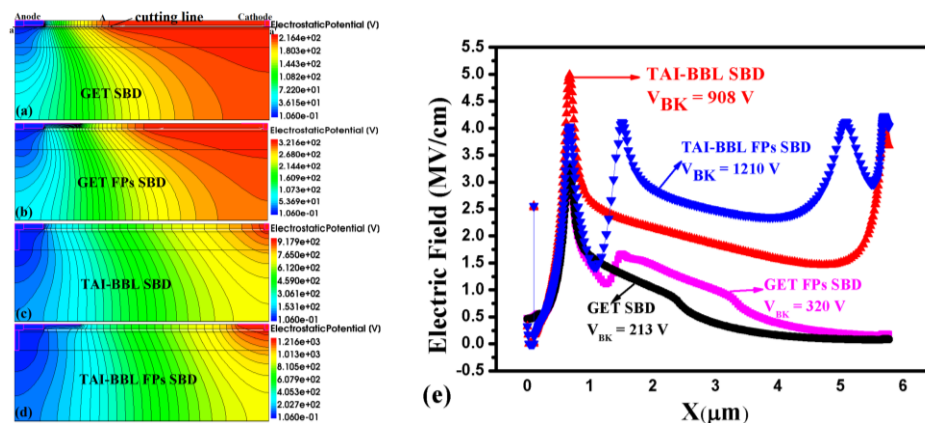 Anode A cutting line Cathode
a a'
ElectrostaticPotential (V)
2.164e+02
1.803e+02
1.443e+02
1.082e+02
7.220e+01
3.615e+01
1.060e-01
GET SBD
(a)
ElectrostaticPotential (V)
3.216e+02
2.680e+02
2.144e+02
1.609e+02
1.073e+02
5.369e+01
1.060e-01
GET FPs SBD
(b)
ElectrostaticPotential (V)
9.179e+02
7.650e+02
6.120e+02
4.590e+02
3.061e+02
1.531e+02
1.060e-01
TAI-BBL SBD
(c)
ElectrostaticPotential (V)
1.216e+03
1.013e+03
8.105e+02
6.079e+02
4.053e+02
2.027e+02
1.060e-01
TAI-BBL FPs SBD
(d)
Electric Field (MV/cm)
5.0
4.5
4.0
3.5
3.0
2.5
2.0
1.5
1.0
0.5
0.0
-0.5
TAI-BBL SBD
VBK = 908 V
TAI-BBL FPs SBD
VBK = 1210 V
GET FPs SBD
VBK = 320 V
GET SBD
VBK = 213 V
0 1 2 3 4 5 6
X(μm)
(e)